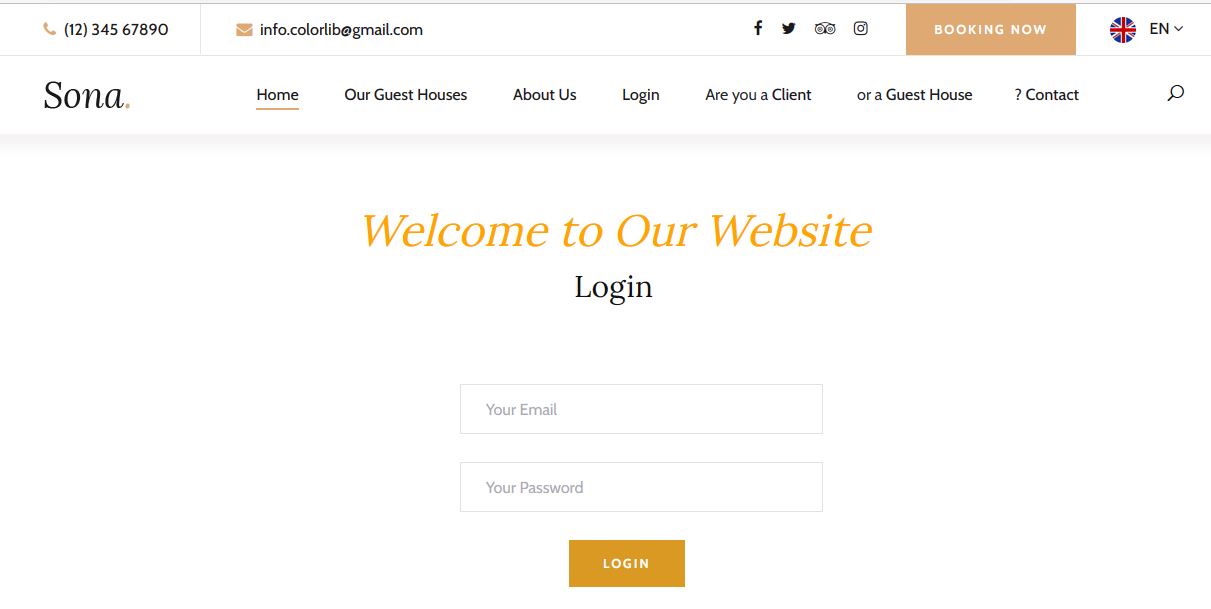 (12) 345 67890 info.colorlib@gmail.com BOOKING NOW EN
Sona. Home Our Guest Houses About Us Login Are you a Client or a Guest House ? Contact
Welcome to Our Website
Login
Your Email
Your Password
LOGIN